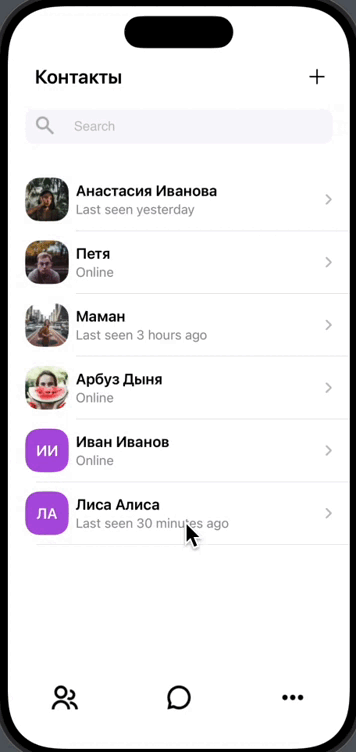 Контакты
Search
Анастасия Иванова
Last seen yesterday
Петя
Online
Маман
Last seen 3 hours ago
Арбуз Дыня
Online
ИИ
Иван Иванов
Online
ЛА
Лиса Алиса
Last seen 30 minutes ago